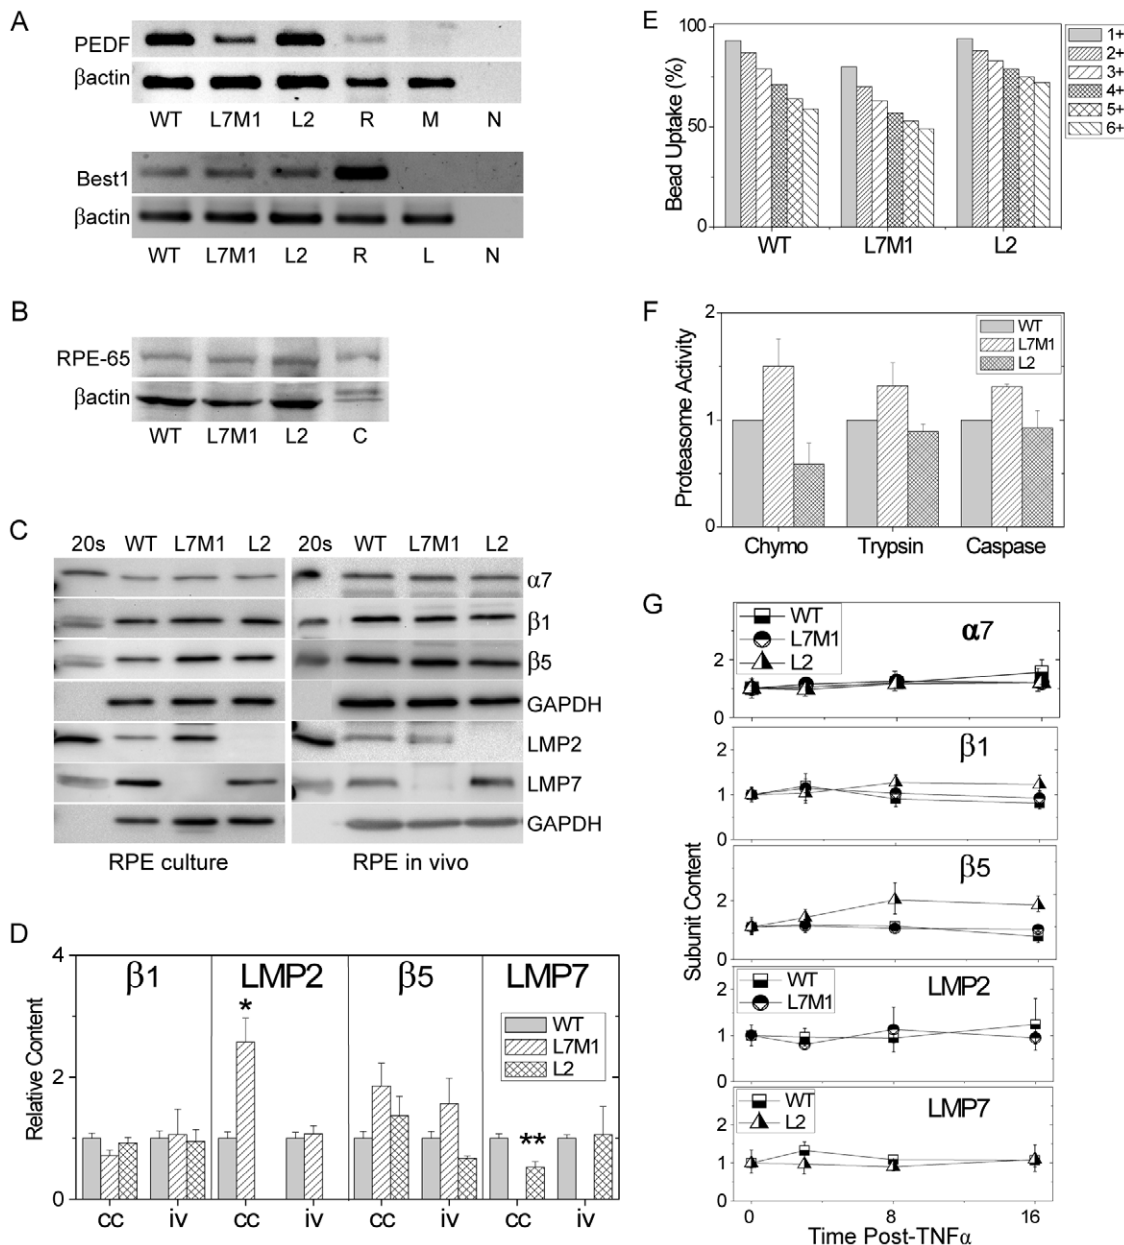 A
PEDF
βactin
WT L7M1 L2 R M N
Best1
βactin
WT L7M1 L2 R L N
B
RPE-65
βactin
WT L7M1 L2 C
C
20s WT L7M1 L2 20s WT L7M1 L2
α7
β1
β5
GAPDH
LMP2
LMP7
GAPDH
RPE culture RPE in vivo
D
Relative Content
4
2
0
β1 LMP2 β5 LMP7
* **
WT
L7M1
L2
cc iv cc iv cc iv cc iv
E
Bead Uptake (%)
100
50
0
1+
2+
3+
4+
5+
6+
WT L7M1 L2
F
Proteasome Activity
2
1
0
WT
L7M1
L2
Chymo Trypsin Caspase
G
Subunit Content
WT
L7M1
L2
α7
2
1
0
β1
2
1
0
β5
2
1
0
WT
L7M1
LMP2
2
1
0
WT
L2
LMP7
2
1
0
0 8 16
Time Post-TNFα